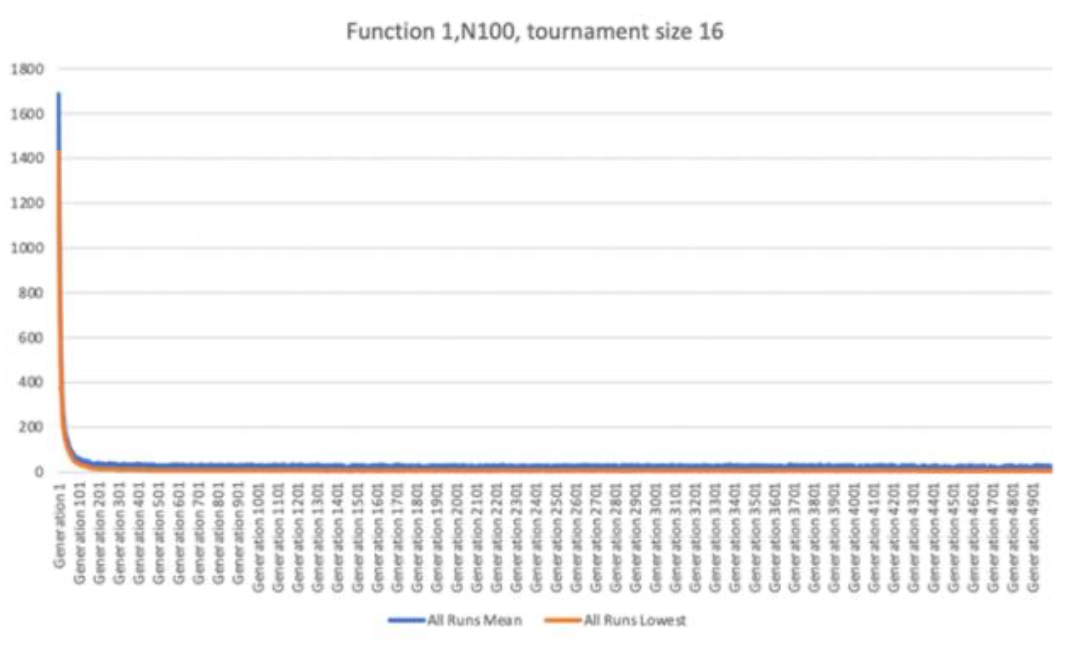 Function 1,N100, tournament size 16
1800
1600
1400
1200
1000
800
600
400
200
0
Generation 1
Generation 101
Generation 201
Generation 301
Generation 401
Generation 501
Generation 601
Generation 701
Generation 801
Generation 901
Generation 1001
Generation 1101
Generation 1201
Generation 1301
Generation 1401
Generation 1501
Generation 1601
Generation 1701
Generation 1801
Generation 1901
Generation 2001
Generation 2101
Generation 2201
Generation 2301
Generation 2401
Generation 2501
Generation 2601
Generation 2701
Generation 2801
Generation 2901
Generation 3001
Generation 3101
Generation 3201
Generation 3301
Generation 3401
Generation 3501
Generation 3601
Generation 3701
Generation 3801
Generation 3901
Generation 4001
Generation 4101
Generation 4201
Generation 4301
Generation 4401
Generation 4501
Generation 4601
Generation 4701
Generation 4801
Generation 4901
All Runs Mean
All Runs Lowest